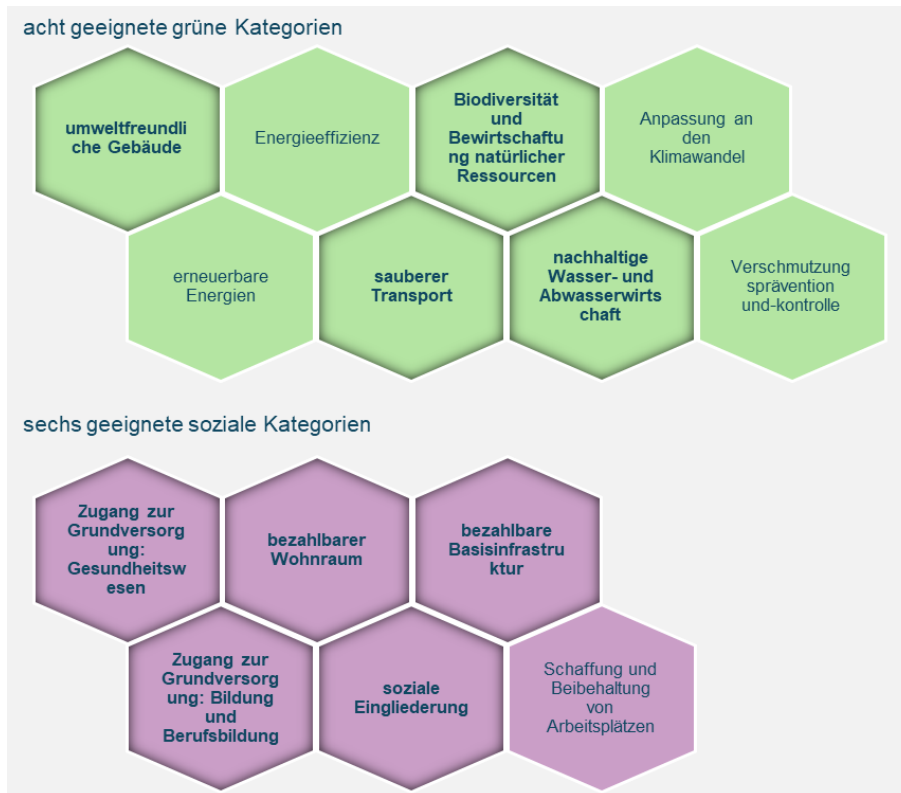 acht geeignete grüne Kategorien
umweltfreundli
che Gebäude
Energieeffizienz
Biodiversität
und
Bewirtschaftu
ng natürlicher
Ressourcen
Anpassung an
den
Klimawandel
erneuerbare
Energien
sauberer
Transport
nachhaltige
Wasser- und
Abwasserwirts
chaft
Verschmutzung
sprävention
und-kontrolle
sechs geeignete soziale Kategorien
Zugang zur
Grundversorg
ung:
Gesundheitsw
esen
bezahlbarer
Wohnraum
bezahlbare
Basisinfrastru
ktur
Zugang zur
Grundversorg
ung: Bildung
und
Berufsbildung
soziale
Eingliederung
Schaffung und
Beibehaltung
von
Arbeitsplätzen